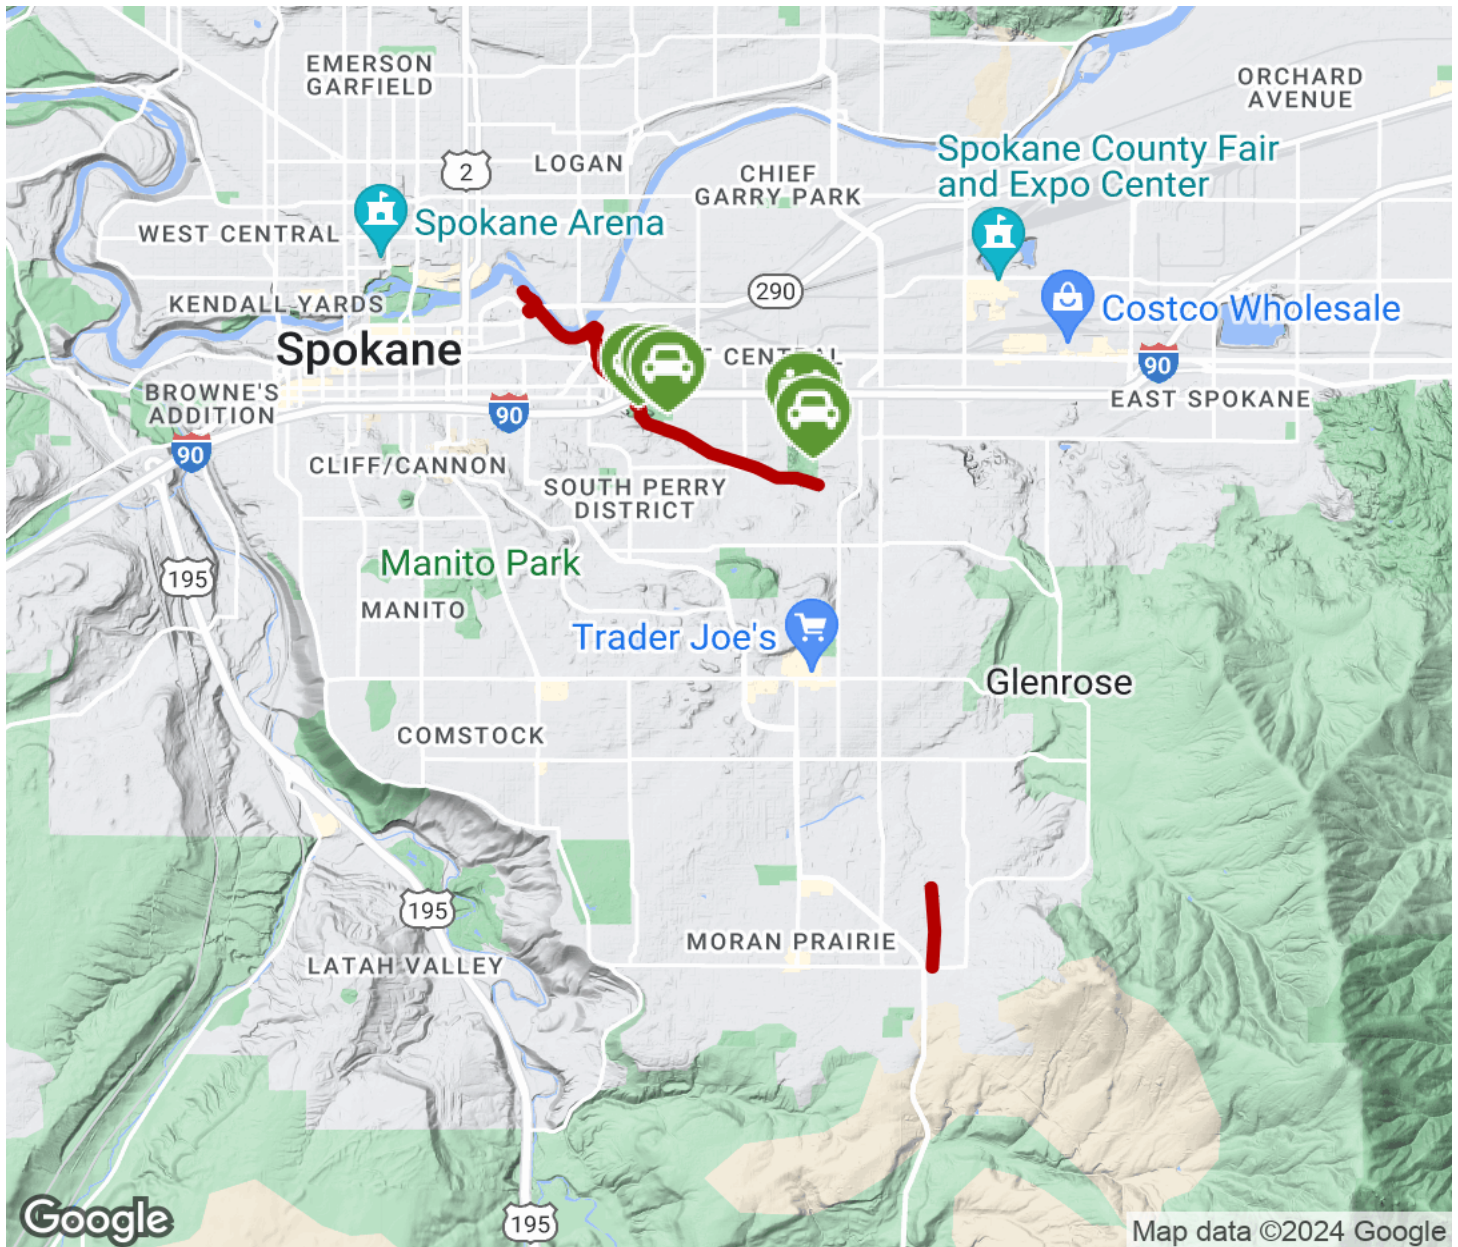 EMERSON
GARFIELD
ORCHARD
AVENUE
2
LOGAN
CHIEF
GARRY PARK
Spokane County Fair
and Expo Center
WEST CENTRAL
Spokane Arena
KENDALL YARDS
290
Costco Wholesale
Spokane
CENTRAL
90
BROWNE'S
ADDITION
90
EAST SPOKANE
90
CLIFF/CANNON
SOUTH PERRY
DISTRICT
Manito Park
195
MANITO
Trader Joe's
Glenrose
COMSTOCK
195
MORAN PRAIRIE
LATAH VALLEY
Google
195
Map data ©2024 Google